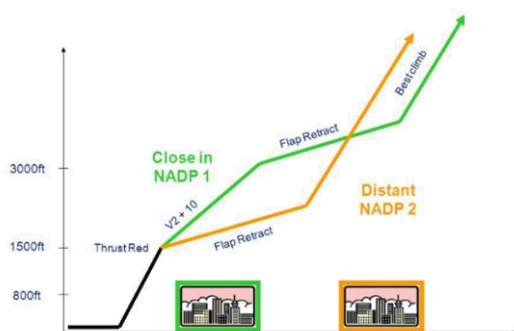 Best climb
Flap Retract
3000ft
Close in
NADP 1
V2 + 10
Distant
NADP 2
1500ft
Thrust Red
Flap Retract
800ft